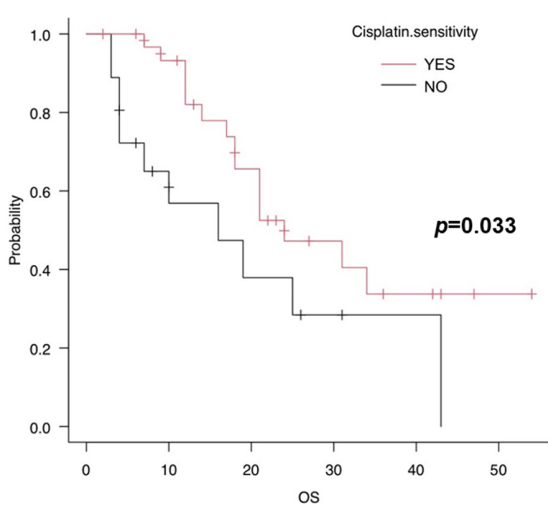 Cisplatin.sensitivity
YES
NO
1.0
0.8
0.6
0.4
0.2
0.0
Probability
p=0.033
0 10 20 30 40 50
OS